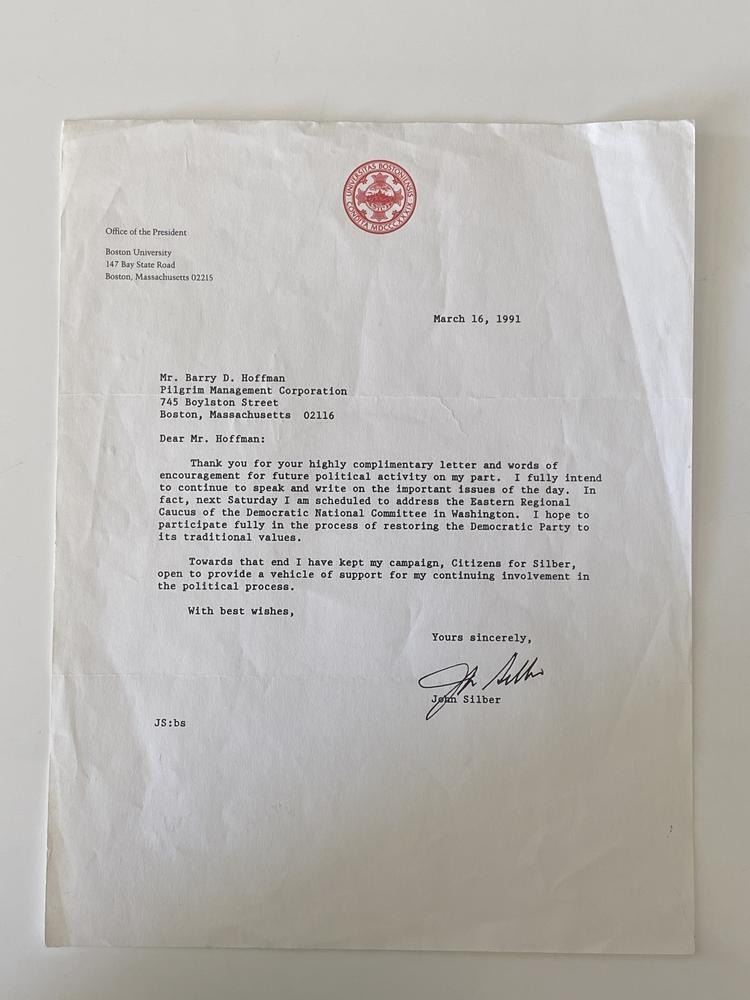 UNIVERSITAS BOSTONIENSIS
CONDITA MDCCCXXXIX
Office of the President
Boston University
147 Bay State Road
Boston, Massachusetts 02215
March 16, 1991
Mr. Barry D. Hoffman
Pilgrim Management Corporation
745 Boylston Street
Boston, Massachusetts 02116
Dear Mr. Hoffman:
Thank you for your highly complimentary letter and words of
encouragement for future political activity on my part. I fully intend
to continue to speak and write on the important issues of the day. In
fact, next Saturday I am scheduled to address the Eastern Regional
Caucus of the Democratic National Committee in Washington. I hope to
participate fully in the process of restoring the Democratic Party to
its traditional values.
Towards that end I have kept my campaign, Citizens for Silber,
open to provide a vehicle of support for my continuing involvement in
the political process.
With best wishes,
Yours sincerely,
John Silber
John Silber
JS:bs